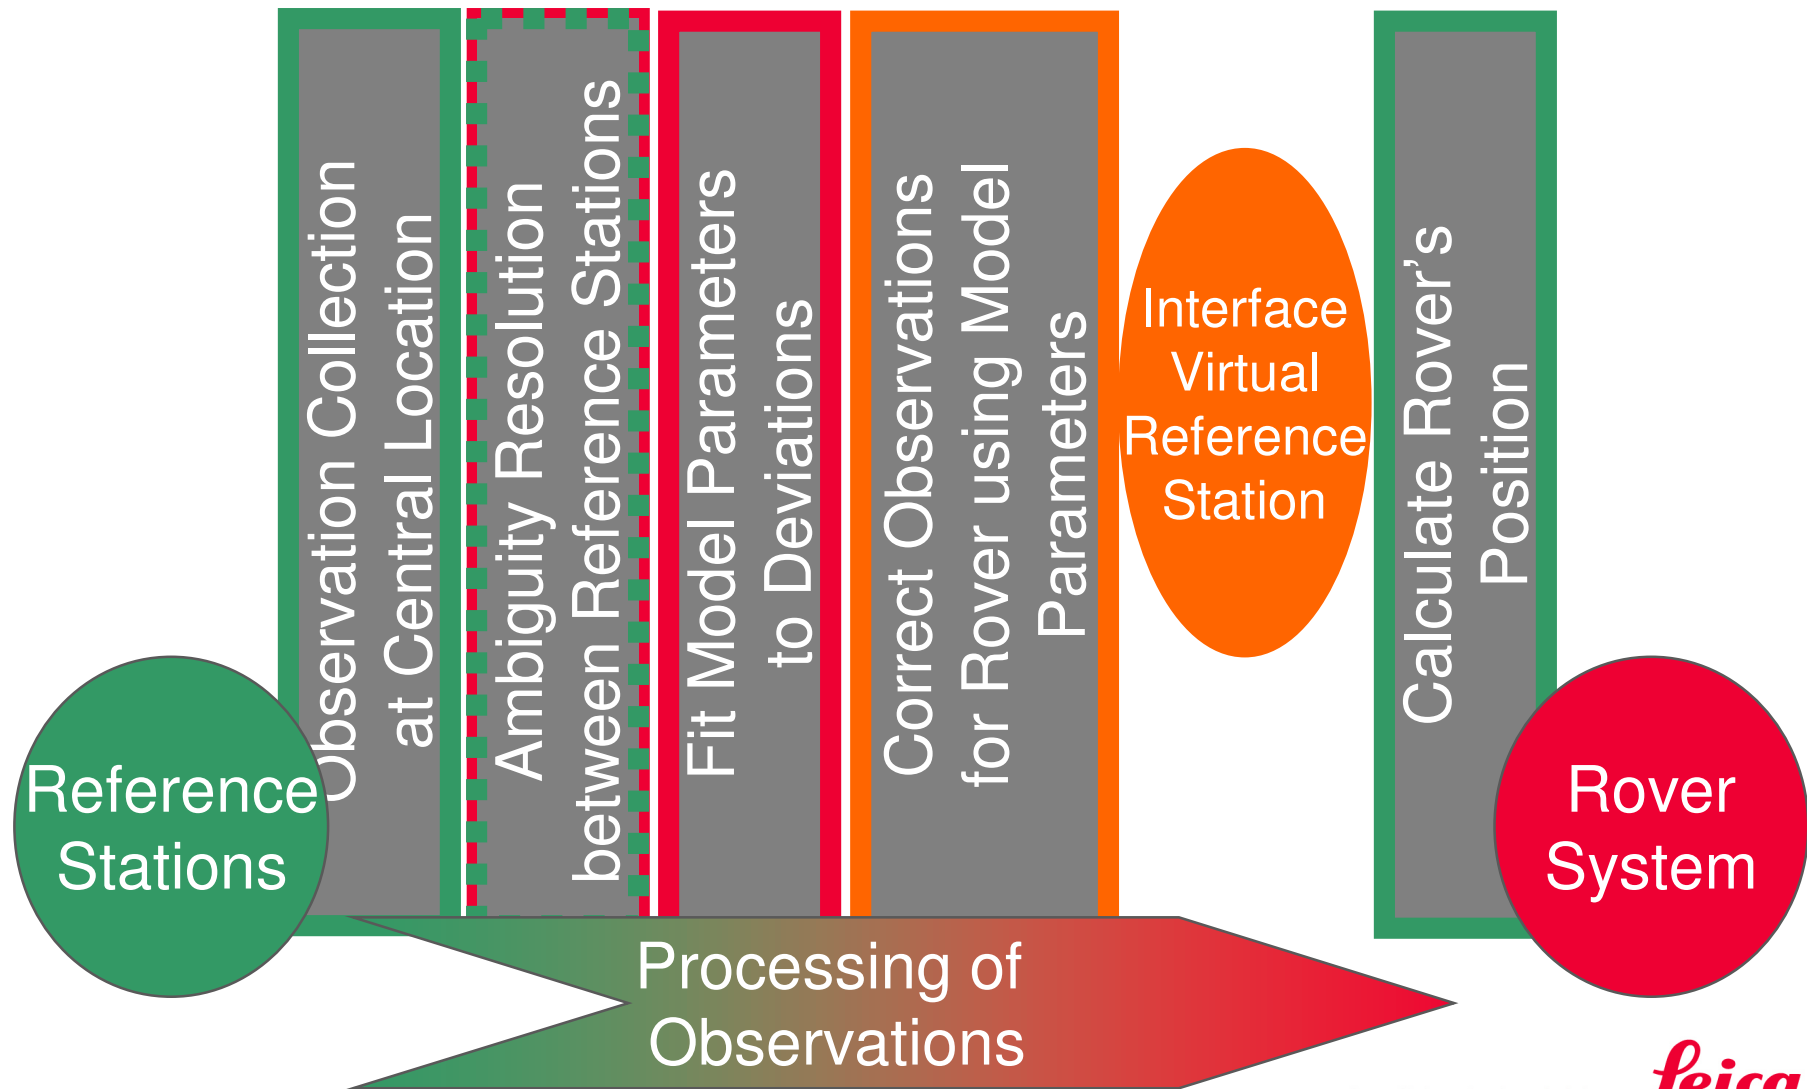 Observation Collection
at Central Location
Ambiguity Resolution
between Reference Stations
Fit Model Parameters
to Deviations
Correct Observations
for Rover using Model
Parameters
Interface
Virtual
Reference
Station
Calculate Rover’s
Position
Reference
Stations
Rover
System
Processing of
Observations
Leica